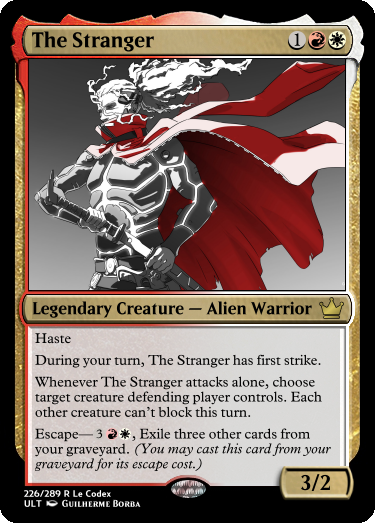 The Stranger 1
Legendary Creature — Alien Warrior
Haste
During your turn, The Stranger has first strike.
Whenever The Stranger attacks alone, choose
target creature defending player controls. Each
other creature can't block this turn.
Escape— 3 , Exile three other cards from
your graveyard. (You may cast this card from your
graveyard for its escape cost.)
3/2
226/289 R Le Codex
ULT Guilherme Borba